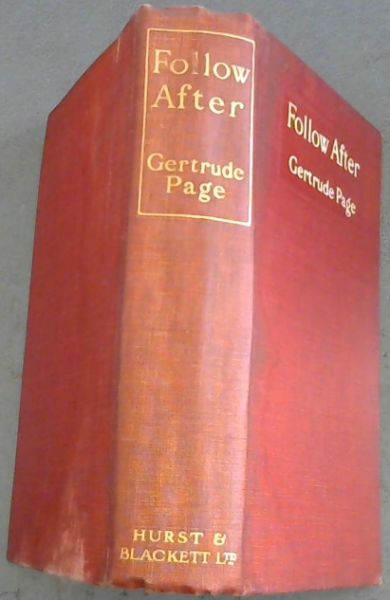 Follow
After
Gertrude
Page
HURST &
BLACKETT LTD
Follow After
Gertrude Page